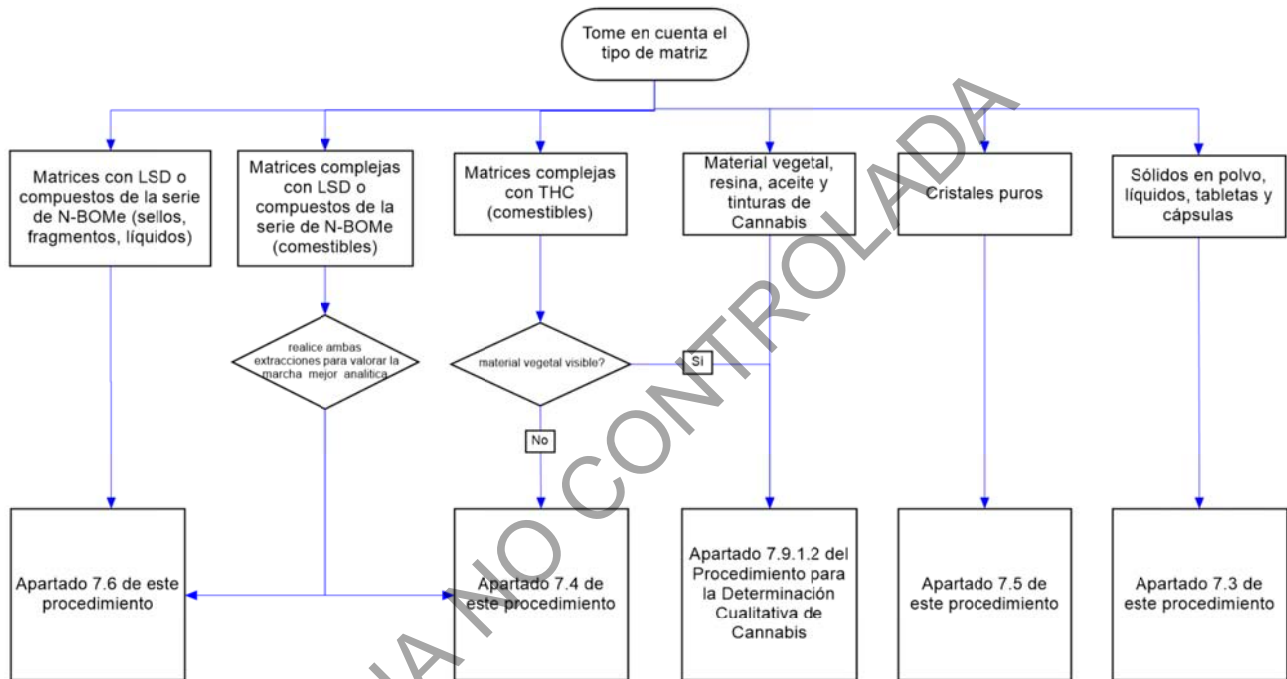 Tome en cuenta el
tipo de matriz
Matrices con LSD o
compuestos de la serie
de N-BOMe (sellos,
fragmentos, líquidos)
Matrices complejas
con LSD o
compuestos de la
serie de N-BOMe
(comestibles)
Matrices complejas
con THC
(comestibles)
Material vegetal,
resina, aceite y
tinturas de
Cannabis
Cristales puros
Sólidos en polvo,
líquidos, tabletas y
cápsulas
realice ambas
extracciones para valorar la
marcha mejor analitica
material vegetal visible?
Si
No
Apartado 7.6 de este
procedimiento
Apartado 7.4 de
este procedimiento
Apartado 7.9.1.2 del
Procedimiento para
la Determinación
Cualitativa de
Cannabis
Apartado 7.5 de
este procedimiento
Apartado 7.3 de
este procedimiento
NO CONTROLADA